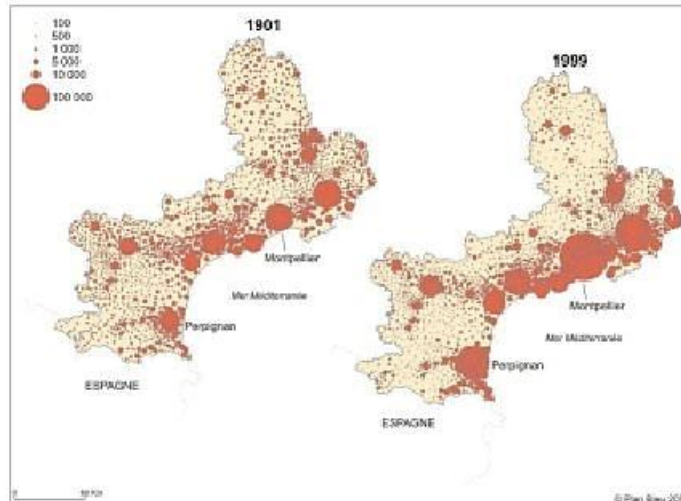 100
500
1 000
5 000
10 000
100 000
1901
Montpellier
Mer Méditerranée
Perpignan
ESPAGNE
1999
Montpellier
Mer Méditerranée
Perpignan
ESPAGNE
0